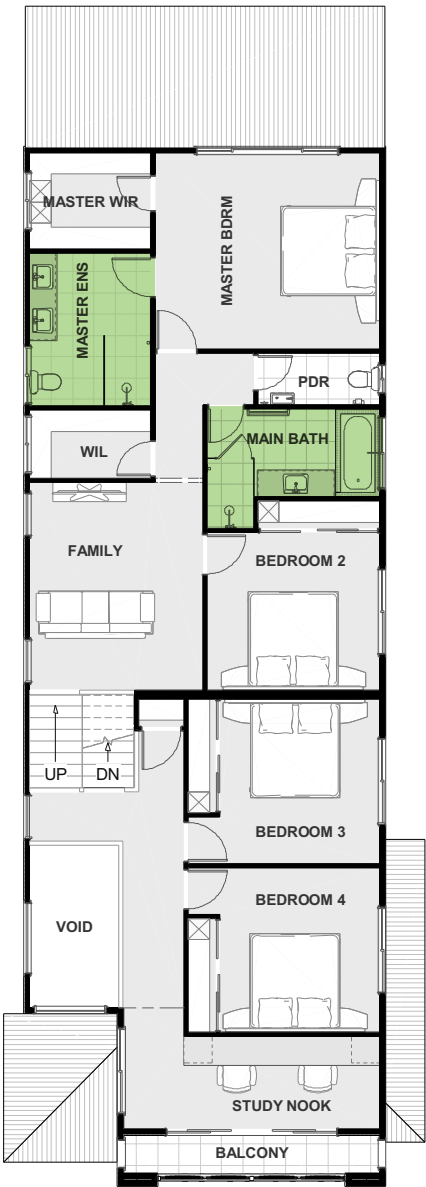 MASTER WIR
MASTER BDRM
MASTER ENS
PDR
MAIN BATH
WIL
FAMILY
BEDROOM 2
UP
DN
BEDROOM 3
BEDROOM 4
VOID
STUDY NOOK
BALCONY